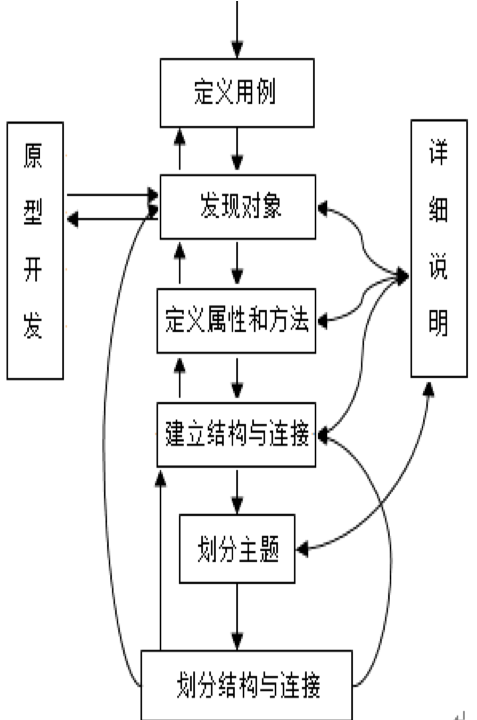 定义用例
原型开发
详细说明
发现对象
定义属性和方法
建立结构与连接
划分主题
划分结构与连接